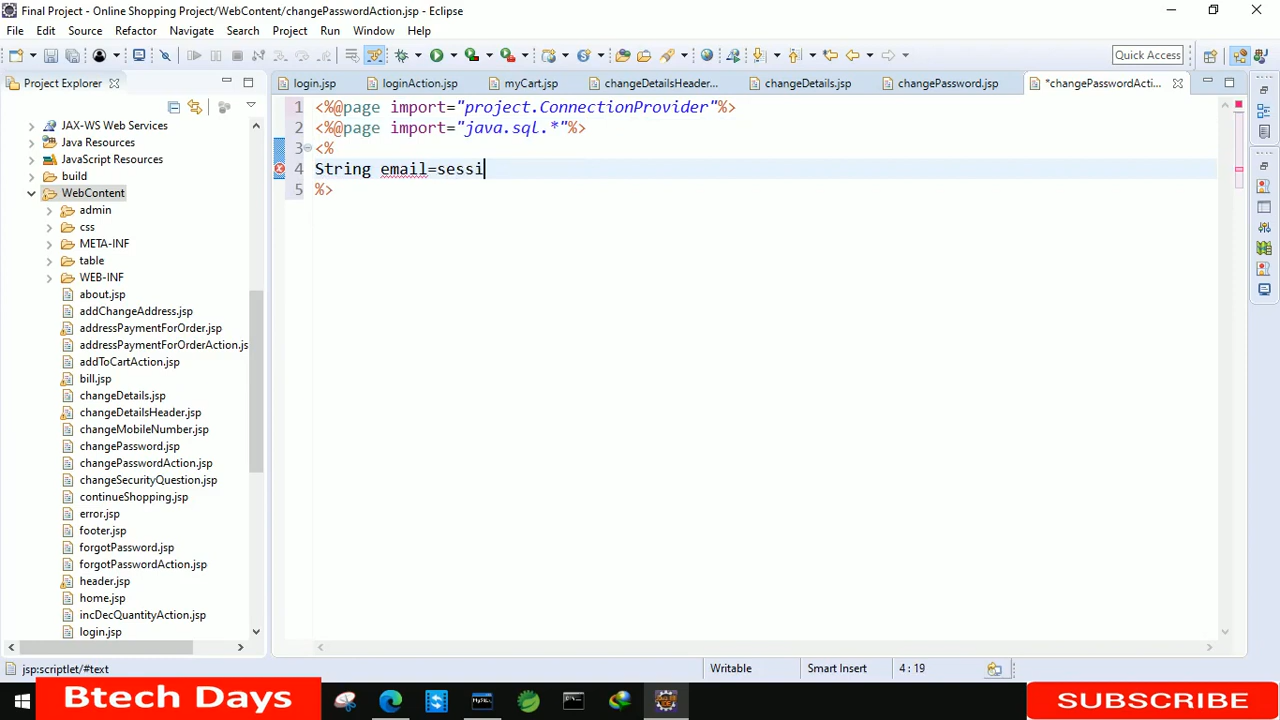 Final Project - Online Shopping Project/WebContent/changePasswordAction.jsp - Eclipse
File Edit Source Refactor Navigate Search Project Run Window Help
Quick Access
Project Explorer
login.jsp loginAction.jsp myCart.jsp changeDetailsHeader... changeDetails.jsp changePassword.jsp *changePasswordActi...
JAX-WS Web Services
Java Resources
JavaScript Resources
build
WebContent
admin
css
META-INF
table
WEB-INF
about.jsp
addChangeAddress.jsp
addressPaymentForOrder.jsp
addressPaymentForOrderAction.js
addToCartAction.jsp
bill.jsp
changeDetails.jsp
changeDetailsHeader.jsp
changeMobileNumber.jsp
changePassword.jsp
changePasswordAction.jsp
changeSecurityQuestion.jsp
continueShopping.jsp
error.jsp
footer.jsp
forgotPassword.jsp
forgotPasswordAction.jsp
header.jsp
home.jsp
incDecQuantityAction.jsp
login.jsp
1 <%@page import="project.ConnectionProvider"%>
2 <%@page import="java.sql.*"%>
3 <%
4 String email=sessi
5 %>
jsp:scriptlet/#text Writable Smart Insert 4 : 19
Btech Days
SUBSCRIBE